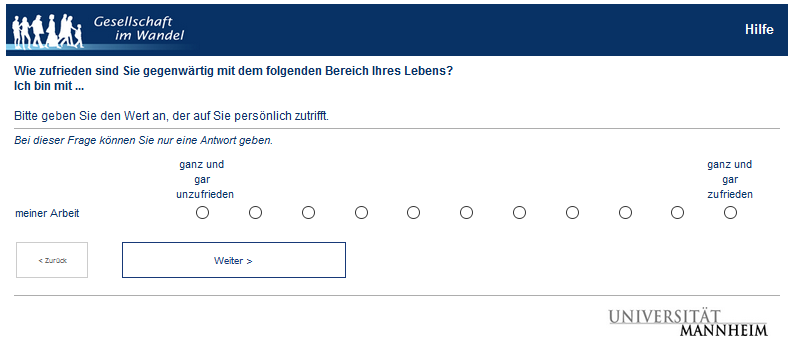 Gesellschaft
im Wandel
Hilfe
Wie zufrieden sind Sie gegenwärtig mit dem folgenden Bereich Ihres Lebens?
Ich bin mit ...
Bitte geben Sie den Wert an, der auf Sie persönlich zutrifft.
Bei dieser Frage können Sie nur eine Antwort geben.
ganz und
gar
unzufrieden
ganz und
gar
zufrieden
meiner Arbeit
< Zurück
Weiter >
UNIVERSITÄT
MANNHEIM